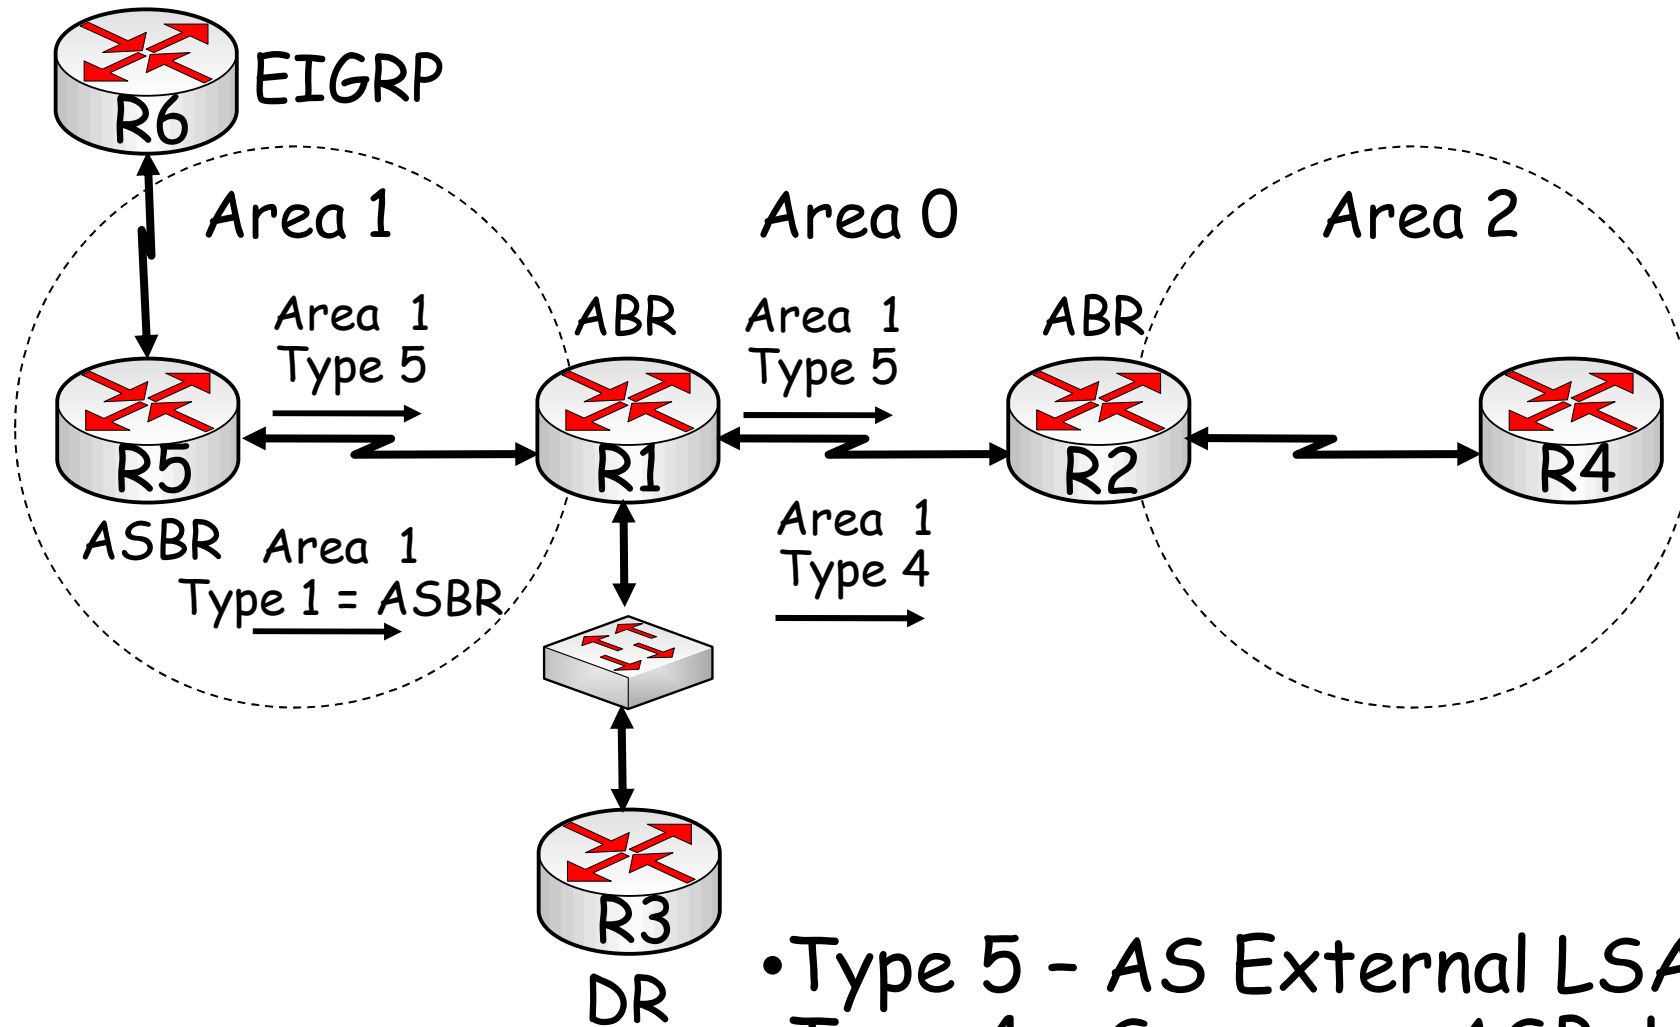 R6
EIGRP
Area 1
Area 0
Area 2
Area 1
Type 5
ABR
Area 1
Type 5
ABR
R5
R1
R2
R4
ASBR
Area 1
Type 1 = ASBR
Area 1
Type 4
R3
DR
•Type 5 – AS External LSA